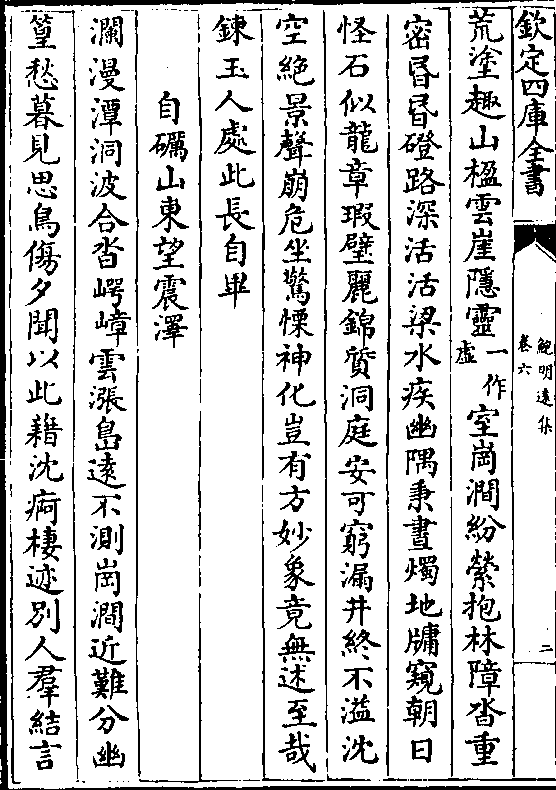 欽定四庫全書
鮑明遠集
卷六
二
荒塗趣山楹雲崖隱靈一作虛室崗澗紛縈抱林障沓重
密昏昏磴路深活活梁水疾幽隅秉晝燭地牗窺朝日
怪石似龍章瑕璧麗錦質洞庭安可窮漏井終不溢沈
空絶景聲崩危坐驚慄神化豈有方妙象竟無述至哉
鍊玉人處此長自畢
自礪山東望震澤
瀾漫潭洞波合沓崿嶂雲漲島遠不測崗澗近難分幽
篁愁暮見思鳥傷夕聞以此藉沈痾棲迹别人羣結言